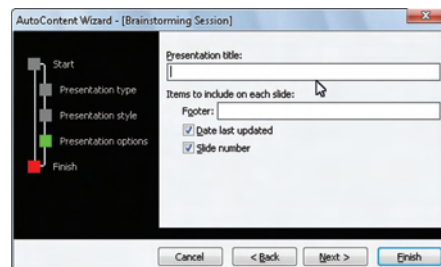 AutoContent Wizard - [Brainstorming Session]
Start
Presentation type
Presentation style
Presentation options
Finish
Presentation title:
Items to include on each slide:
Footer:
Date last updated
Slide number
Cancel
< Back
Next >
Finish